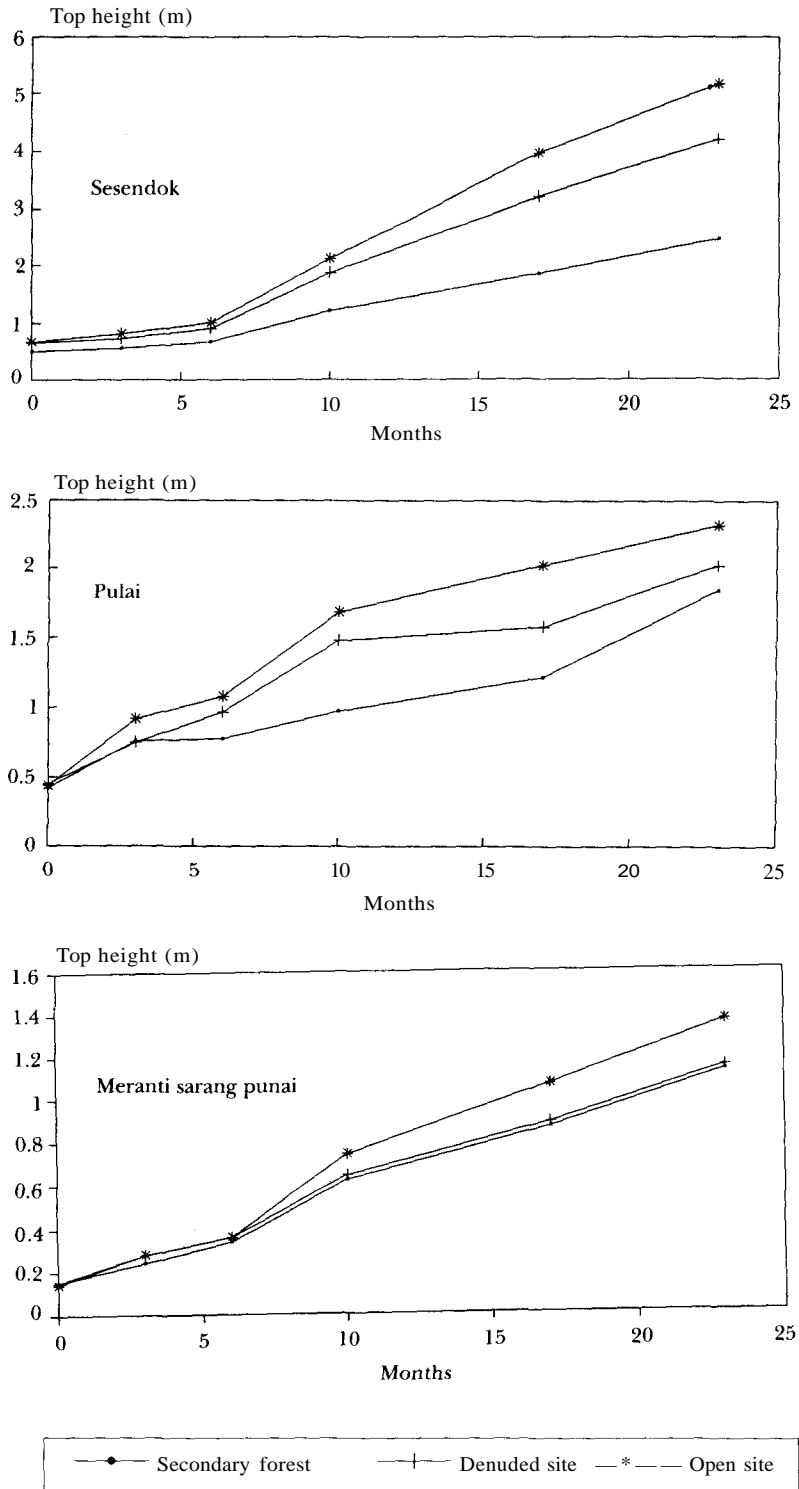 Top height (m)
6
5
4
3
2
1
0
Sesendok
0 5 10 15 20 25
Months
Top height (m)
2.5
2
1.5
1
0.5
0
Pulai
0 5 10 15 20 25
Months
Top height (m)
1.6
1.4
1.2
1
0.8
0.6
0.4
0.2
0
Meranti sarang punai
0 5 10 15 20 25
Months
Secondary forest Denuded site Open site